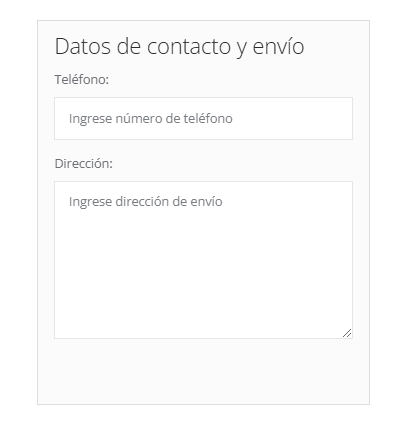 Datos de contacto y envío
Teléfono:
Ingrese número de teléfono
Dirección:
Ingrese dirección de envío